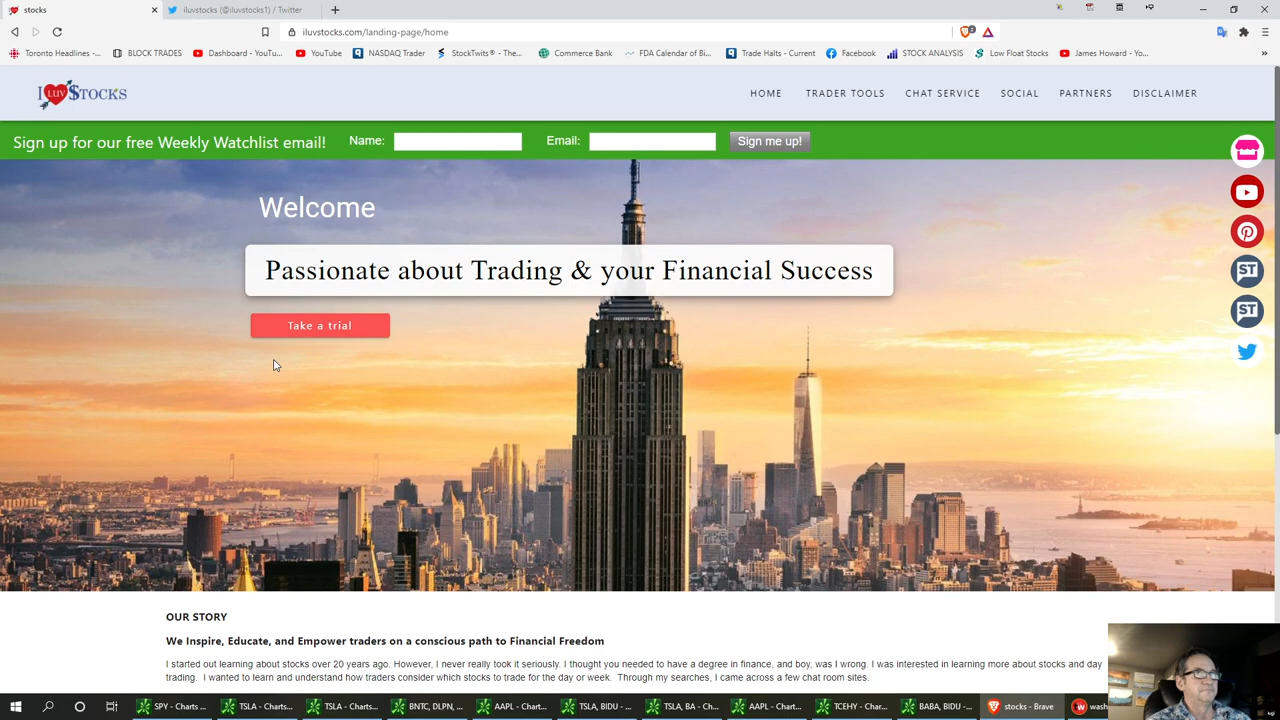 stocks
iluvstocks (@iluvstocks1) / Twitter
iluvstocks.com/landing-page/home
Toronto Headlines -...
BLOCK TRADES
Dashboard - YouTu...
YouTube
NASDAQ Trader
StockTwits® - The...
Commerce Bank
FDA Calendar of Bi...
Trade Halts - Current
Facebook
STOCK ANALYSIS
Low Float Stocks
James Howard - Yo...
I LUV $TOCKS
HOME
TRADER TOOLS
CHAT SERVICE
SOCIAL
PARTNERS
DISCLAIMER
Sign up for our free Weekly Watchlist email!
Name:
Email:
Sign me up!
Welcome
Passionate about Trading & your Financial Success
Take a trial
ST
ST
OUR STORY
We Inspire, Educate, and Empower traders on a conscious path to Financial Freedom
I started out learning about stocks over 20 years ago. However, I never really took it seriously. I thought you needed to have a degree in finance, and boy, was I wrong. I was interested in learning more about stocks and day
trading. I wanted to learn and understand how traders consider which stocks to trade for the day or week. Through my searches, I came across a few chat room sites.
SPY - Charts ...
TSLA - Charts ...
TSLA - Charts ...
BNTC, DLPN, ...
AAPL - Chart...
TSLA, BIDU -...
TSLA, BA - Ch...
AAPL - Chart...
TCEHY - Char...
BABA, BIDU,...
stocks - Brave
wash